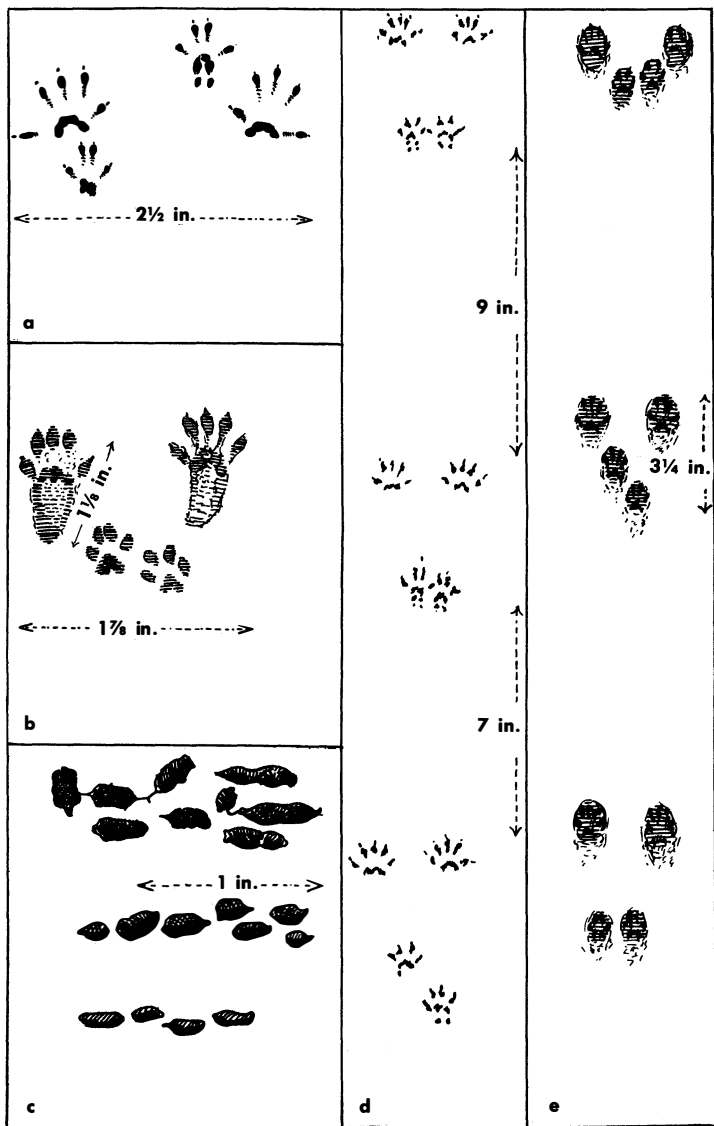 2½ in.
a
1⅛ in.
1⅞ in.
b
1 in.
c
9 in.
7 in.
d
3¼ in.
e